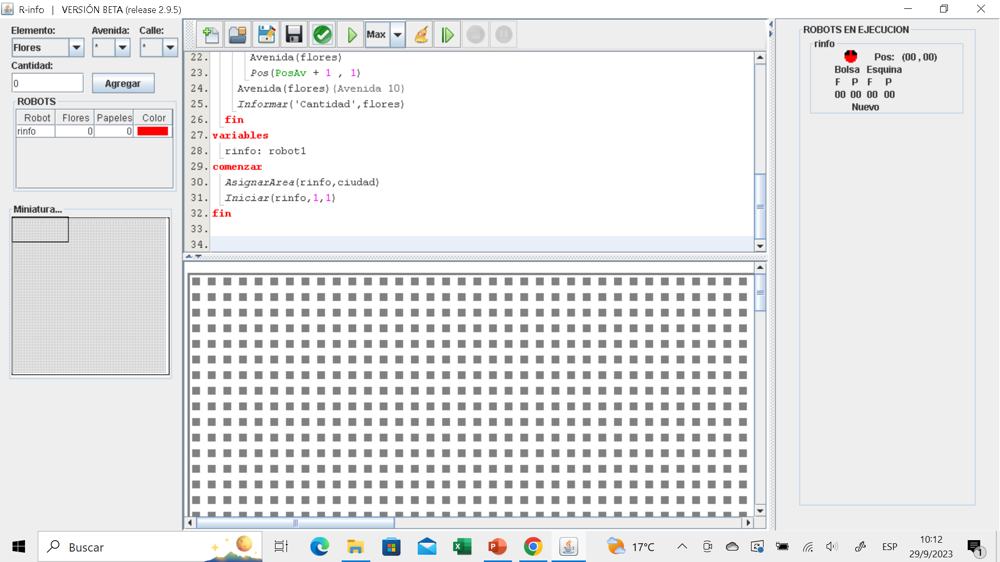 R-info | VERSIÓN BETA (release 2.9.5)
Elemento: Avenida: Calle:
Flores * *
Cantidad:
0 Agregar
ROBOTS
Robot Flores Papeles Color
rinfo 0 0
Miniatura...
Max
22. Avenida(flores)
23. Pos(PosAv + 1 , 1)
24. Avenida(flores){Avenida 10}
25. Informar('Cantidad',flores)
26. fin
27. variables
28. rinfo: robot1
29. comenzar
30. AsignarArea(rinfo,ciudad)
31. Iniciar(rinfo,1,1)
32. fin
33.
34.
ROBOTS EN EJECUCION
rinfo
Pos: (00 , 00)
Bolsa Esquina
F P F P
00 00 00 00
Nuevo
Buscar
17°C
ESP
10:12
29/9/2023
1